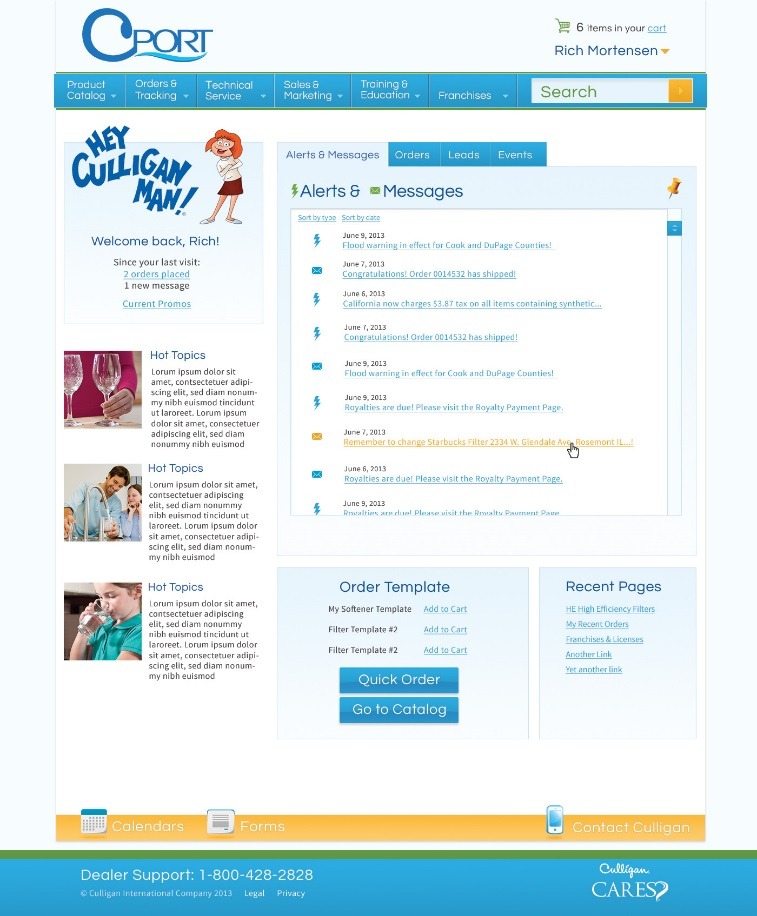 CPORT
6 items in your cart
Rich Mortensen
Product Catalog
Orders & Tracking
Technical Service
Sales & Marketing
Training & Education
Franchises
Search
HEY
CULLIGAN
MAN!
Welcome back, Rich!
Since your last visit:
2 orders placed
1 new message
Current Promos
Hot Topics
Lorum ipsum dolor sit
amet, contsectetuer adipi-
scing elit, sed diam nonum-
my nibh euismod tincidunt
ut laroreet. Lorum ipsum
dolor sit amet, contsectetuer
adipiscing elit, sed diam
nonummy nibh euismod
Hot Topics
Lorum ipsum dolor sit amet,
contsectetuer adipiscing
elit, sed diam nonummy
nibh euismod tincidunt ut
laroreet. Lorum ipsum dolor
sit amet, contsectetuer adipi-
scing elit, sed diam nonum-
my nibh euismod
Hot Topics
Lorum ipsum dolor sit amet,
contsectetuer adipiscing
elit, sed diam nonummy
nibh euismod tincidunt ut
laroreet. Lorum ipsum dolor
sit amet, contsectetuer adipi-
scing elit, sed diam nonum-
my nibh euismod
Alerts & Messages
Orders
Leads
Events
Alerts & Messages
Sort by type Sort by date
June 9, 2013
Flood warning in effect for Cook and DuPage Counties!
June 7, 2013
Congratulations! Order 0014532 has shipped!
June 6, 2013
California now charges $3.87 tax on all items containing synthetic...
June 7, 2013
Congratulations! Order 0014532 has shipped!
June 9, 2013
Flood warning in effect for Cook and DuPage Counties!
June 9, 2013
Royalties are due! Please visit the Royalty Payment Page.
June 7, 2013
Remember to change Starbucks Filter 2334 W. Glendale Ave, Rosemont IL...!
June 6, 2013
Royalties are due! Please visit the Royalty Payment Page.
June 9, 2013
Royalties are due! Please visit the Royalty Payment Page.
Order Template
My Softener Template Add to Cart
Filter Template #2 Add to Cart
Filter Template #2 Add to Cart
Quick Order
Go to Catalog
Recent Pages
HE High Efficiency Filters
My Recent Orders
Franchises & Licenses
Another Link
Yet another link
Calendars
Forms
Contact Culligan
Dealer Support: 1-800-428-2828
© Culligan International Company 2013 Legal Privacy
Culligan
CARES